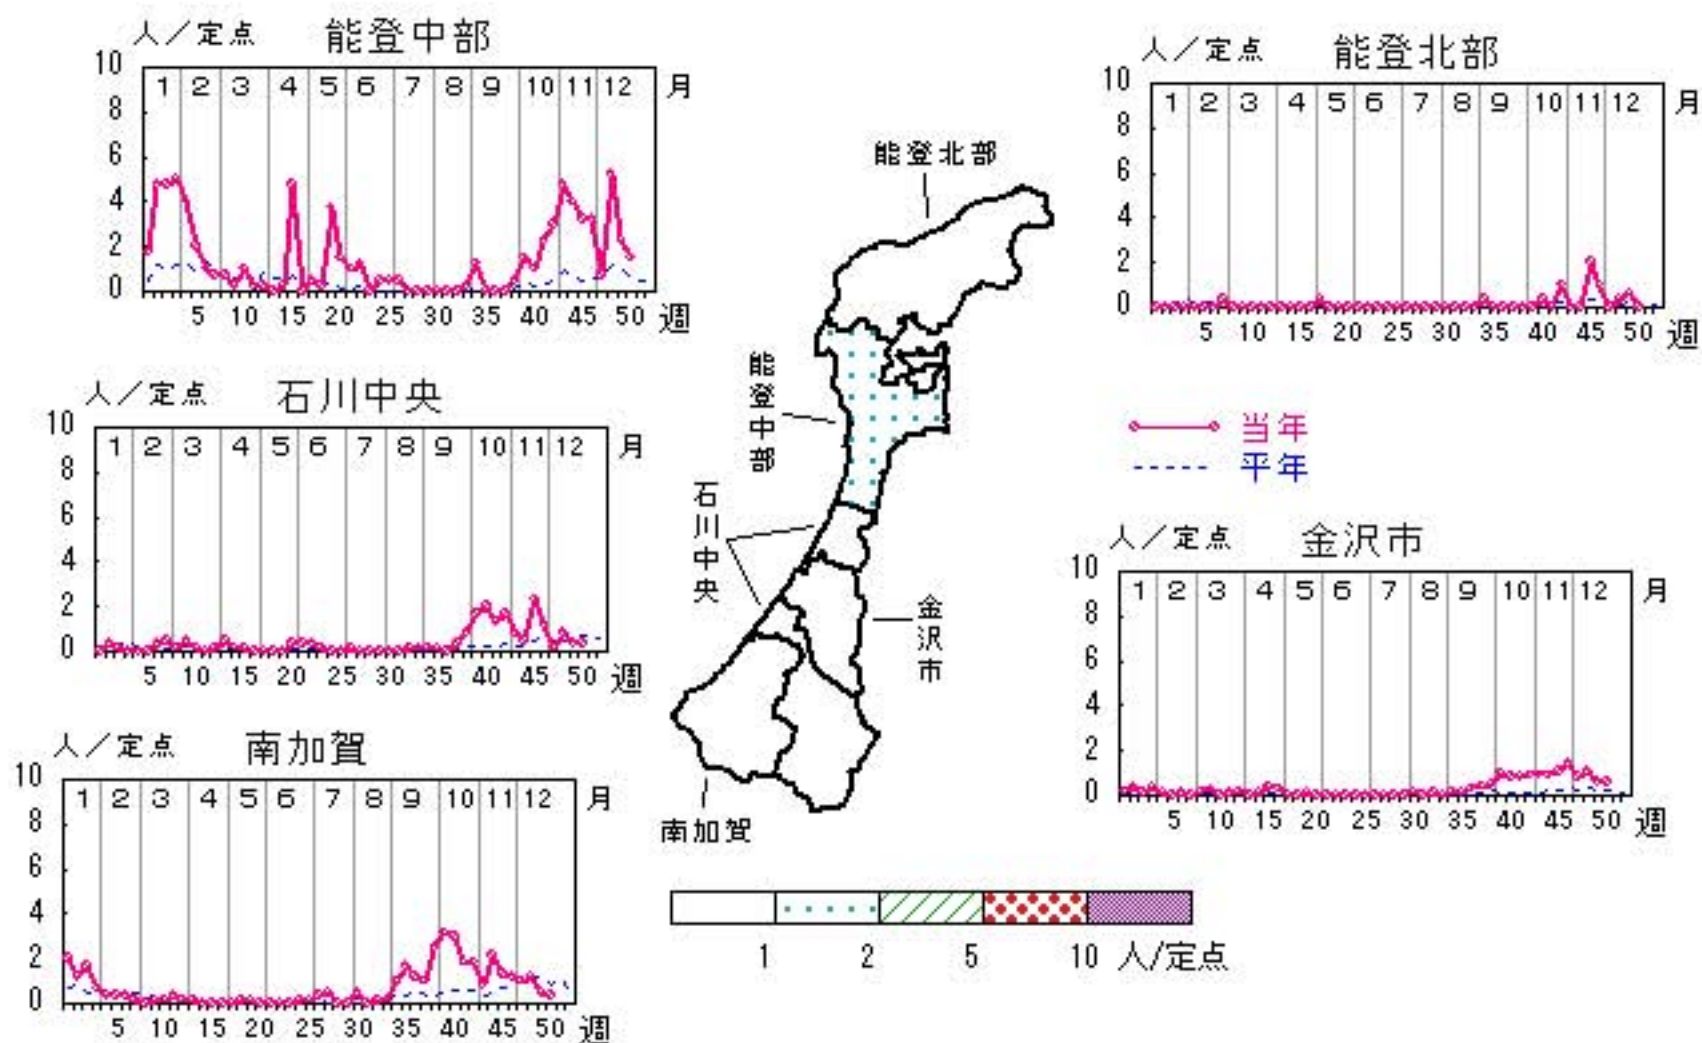 人／定点 能登中部
10 8 6 4 2 0
1 2 3 4 5 6 7 8 9 10 11 12 月
5 10 15 20 25 30 35 40 45 50 週
人／定点 能登北部
10 8 6 4 2 0
1 2 3 4 5 6 7 8 9 10 11 12 月
5 10 15 20 25 30 35 40 45 50 週
人／定点 石川中央
10 8 6 4 2 0
1 2 3 4 5 6 7 8 9 10 11 12 月
5 10 15 20 25 30 35 40 45 50 週
当年
平年
人／定点 金沢市
10 8 6 4 2 0
1 2 3 4 5 6 7 8 9 10 11 12 月
5 10 15 20 25 30 35 40 45 50 週
人／定点 南加賀
10 8 6 4 2 0
1 2 3 4 5 6 7 8 9 10 11 12 月
5 10 15 20 25 30 35 40 45 50 週
能登北部
能登中部
石川中央
金沢市
南加賀
1 2 5 10 人/定点